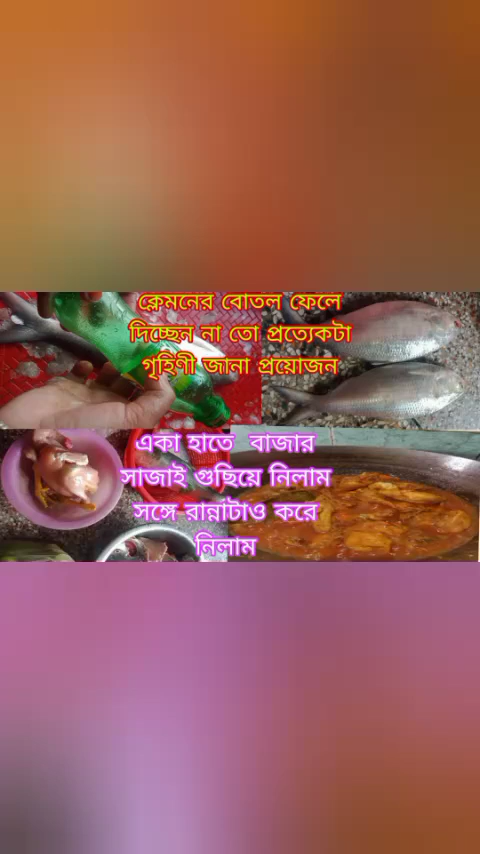 ক্লেমনের বোতল ফেলে
দিচ্ছেন না তো প্রত্যেকটা
গৃহিণী জানা প্রয়োজন
একা হাতে বাজার
সাজাই গুছিয়ে নিলাম
সঙ্গে রান্নাটাও করে
নিলাম